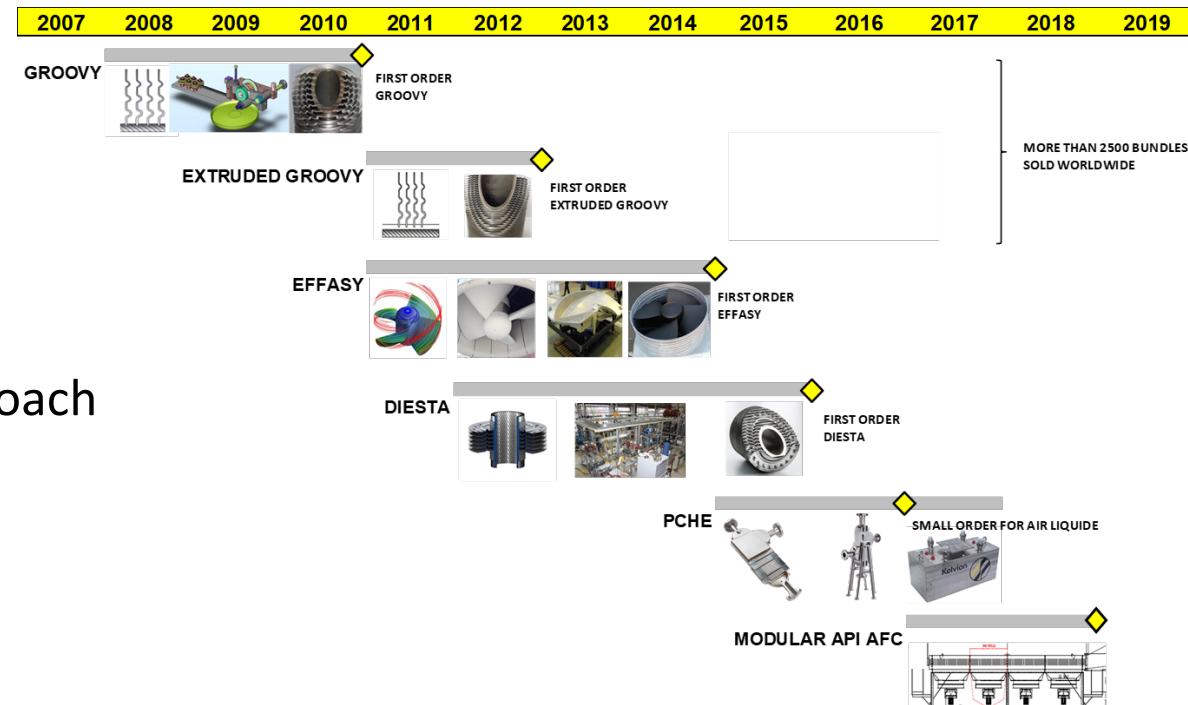 2007 2008 2009 2010 2011 2012 2013 2014 2015 2016 2017 2018 2019
GROOVY
FIRST ORDER
GROOVY
EXTRUDED GROOVY
FIRST ORDER
EXTRUDED GROOVY
MORE THAN 2500 BUNDLES
SOLD WORLDWIDE
EFFASY
FIRST ORDER
EFFASY
oach
DIESTA
FIRST ORDER
DIESTA
PCHE
SMALL ORDER FOR AIR LIQUIDE
Kelvion
MODULAR API AFC